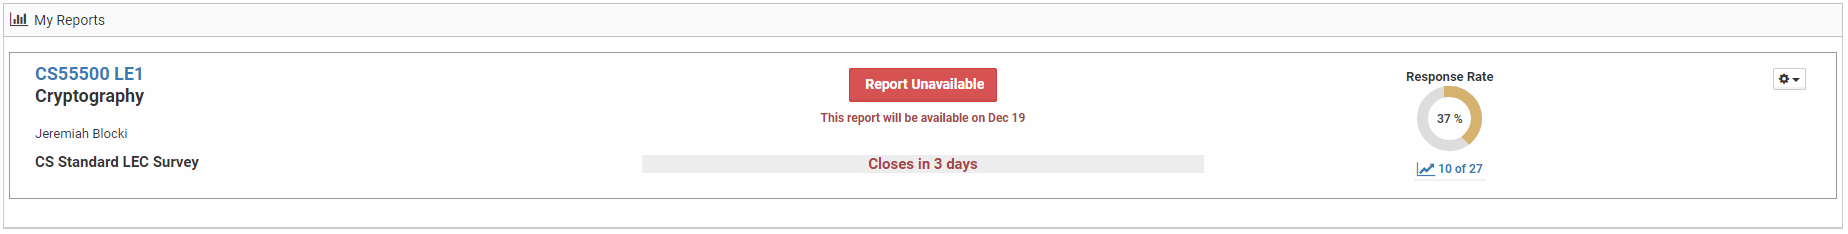 My Reports
CS55500 LE1
Cryptography
Jeremiah Blocki
CS Standard LEC Survey
Report Unavailable
This report will be available on Dec 19
Closes in 3 days
Response Rate
37 %
10 of 27